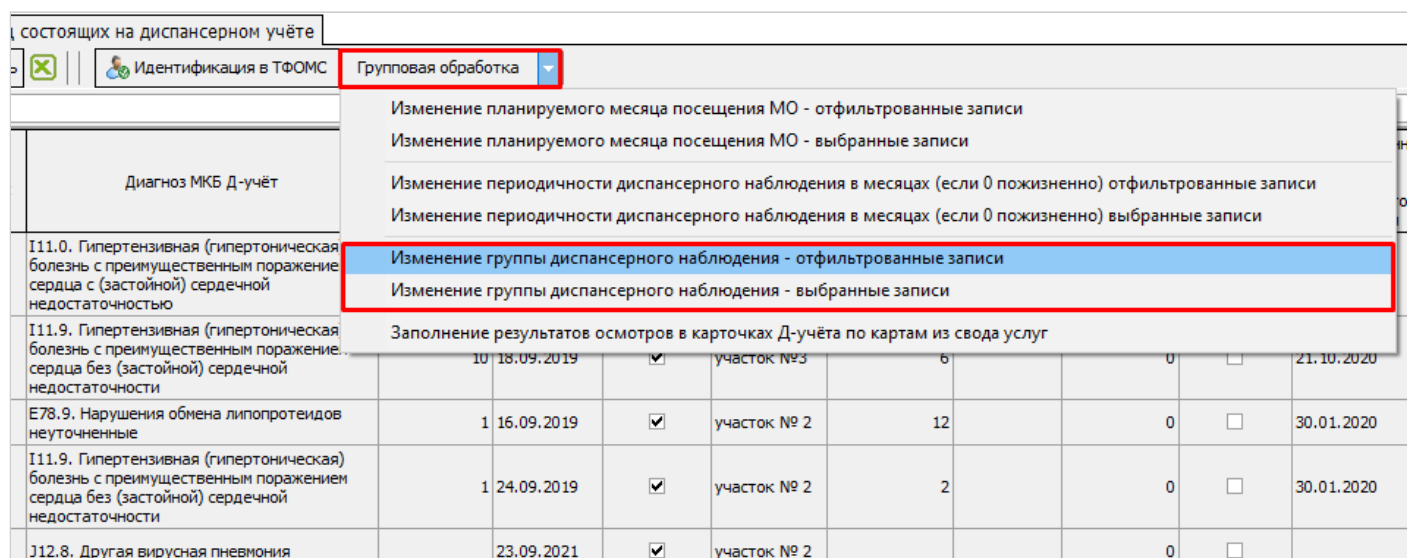 состоящих на диспансерном учёте
Идентификация в ТФОМС Групповая обработка
Изменение планируемого месяца посещения МО - отфильтрованные записи
Изменение планируемого месяца посещения МО - выбранные записи
Изменение периодичности диспансерного наблюдения в месяцах (если 0 пожизненно) отфильтрованные записи
Изменение периодичности диспансерного наблюдения в месяцах (если 0 пожизненно) выбранные записи
Изменение группы диспансерного наблюдения - отфильтрованные записи
Изменение группы диспансерного наблюдения - выбранные записи
Заполнение результатов осмотров в карточках Д-учёта по картам из свода услуг
Диагноз МКБ Д-учёт
I11.0. Гипертензивная (гипертоническая
болезнь с преимущественным поражение
сердца с (застойной) сердечной
недостаточностью
I11.9. Гипертензивная (гипертоническая
болезнь с преимущественным поражение
сердца без (застойной) сердечной
недостаточности
10 18.09.2019 участок №3 6 0 21.10.2020
E78.9. Нарушения обмена липопротеидов
неуточненные
1 16.09.2019 участок № 2 12 0 30.01.2020
I11.9. Гипертензивная (гипертоническая)
болезнь с преимущественным поражением
сердца без (застойной) сердечной
недостаточности
1 24.09.2019 участок № 2 2 0 30.01.2020
J12.8. Другая вирусная пневмония 23.09.2021 участок № 2 0